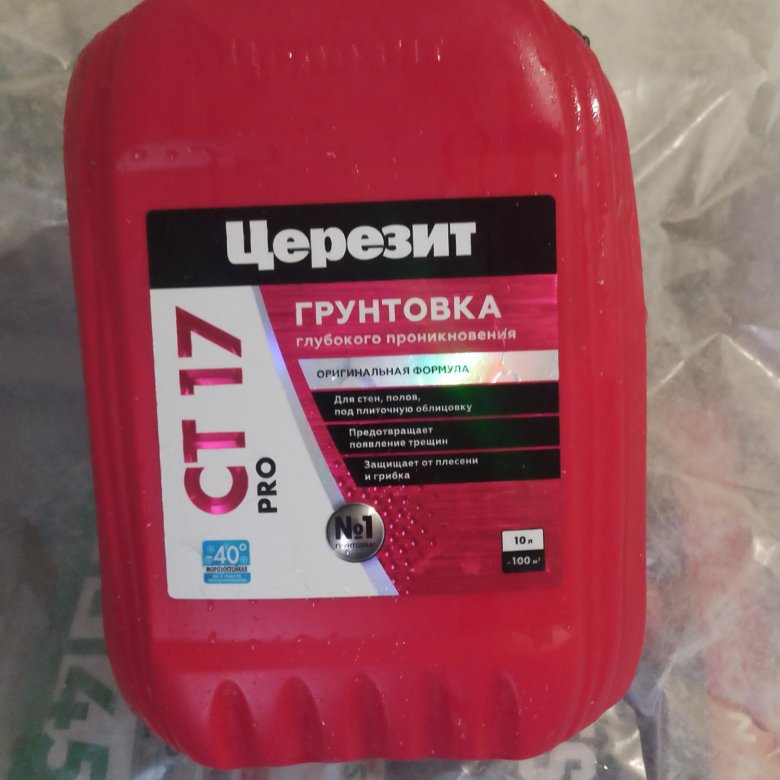 Церезит
CT 17
PRO
ГРУНТОВКА
глубокого проникновения
ОРИГИНАЛЬНАЯ ФОРМУЛА
Для стен, полов,
под плиточную облицовку
Предотвращает
появление трещин
Защищает от плесени
и грибка
№1
ГРУНТОВКА
-40°
МОРОЗОСТОЙКАЯ
10 л
~ 100 м²